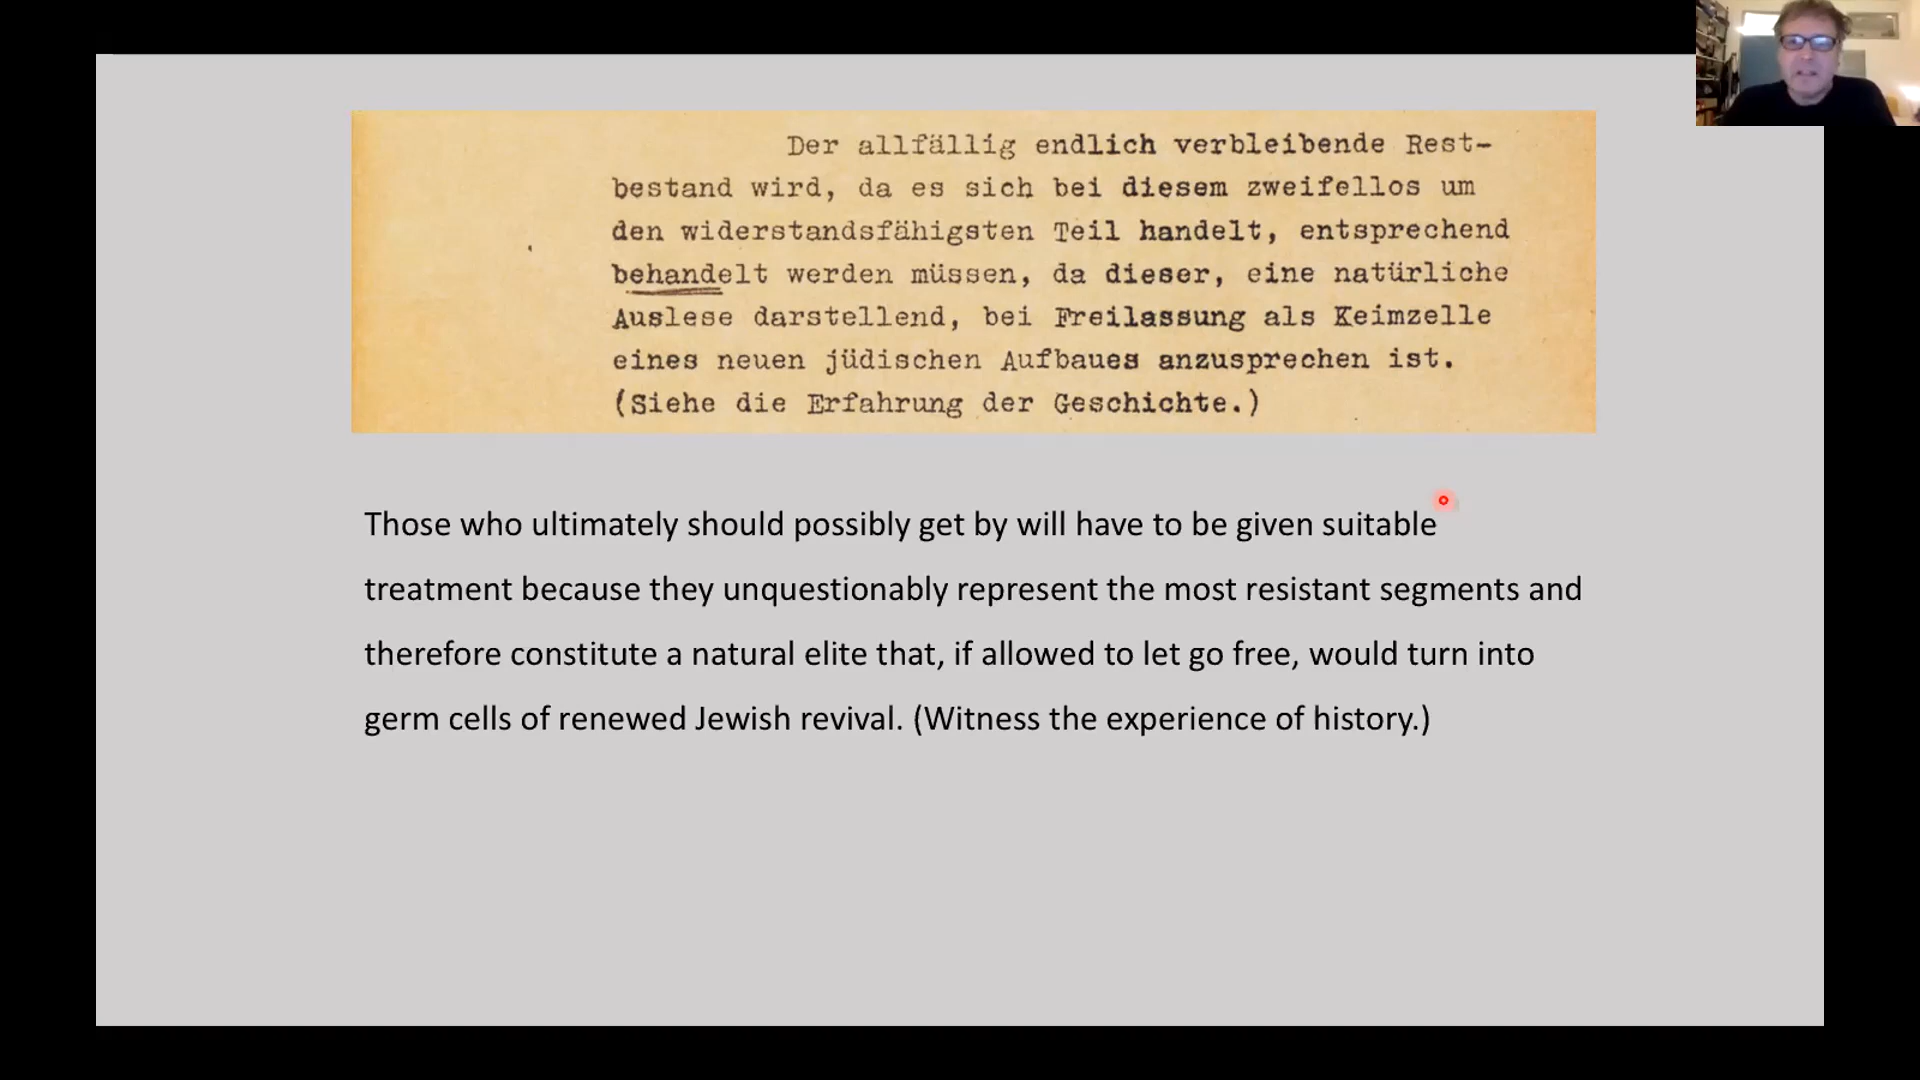 Der allfällig endlich verbleibende Rest-
bestand wird, da es sich bei diesem zweifellos um
den widerstandsfähigsten Teil handelt, entsprechend
behandelt werden müssen, da dieser, eine natürliche
Auslese darstellend, bei Freilassung als Keimzelle
eines neuen jüdischen Aufbaues anzusprechen ist.
(Siehe die Erfahrung der Geschichte.)
Those who ultimately should possibly get by will have to be given suitable
treatment because they unquestionably represent the most resistant segments and
therefore constitute a natural elite that, if allowed to let go free, would turn into
germ cells of renewed Jewish revival. (Witness the experience of history.)